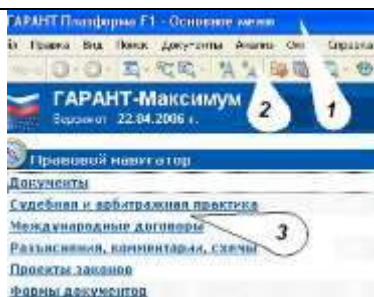 ГАРАНТ Платформа F1 - Основное меню
Правка Вид Поиск Документы Анализ Справка
ГАРАНТ-Максимум
Версия от 22.04.2006 г.
2
1
Правовой навигатор
Документы
Судебная и арбитражная практика
Международные договоры
3
Разъяснения, комментарии, схемы
Проекты законов
Формы документов